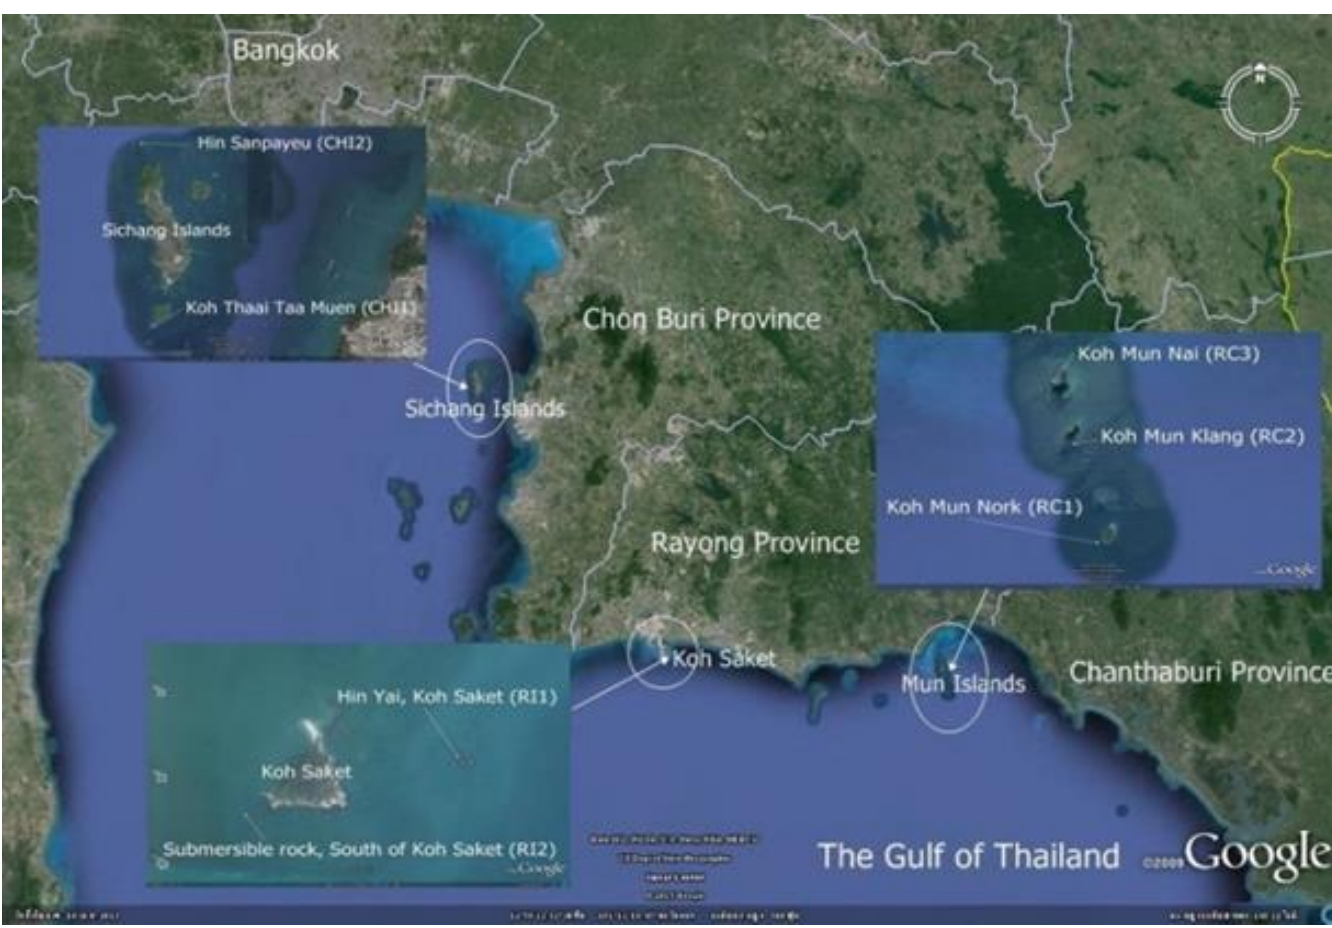 Bangkok
N
Hin Sanpayeu (CHI2)
Sichang Islands
Koh Thaai Taa Muen (CHI1)
Chon Buri Province
Koh Mun Nai (RC3)
Sichang Islands
Koh Mun Klang (RC2)
Koh Mun Nork (RC1)
Rayong Province
Google
Koh Saket
Mun Islands
Chanthaburi Province
Hin Yai, Koh Saket (RI1)
Koh Saket
Submersible rock, South of Koh Saket (RI2)
Google
The Gulf of Thailand ©2009 Google